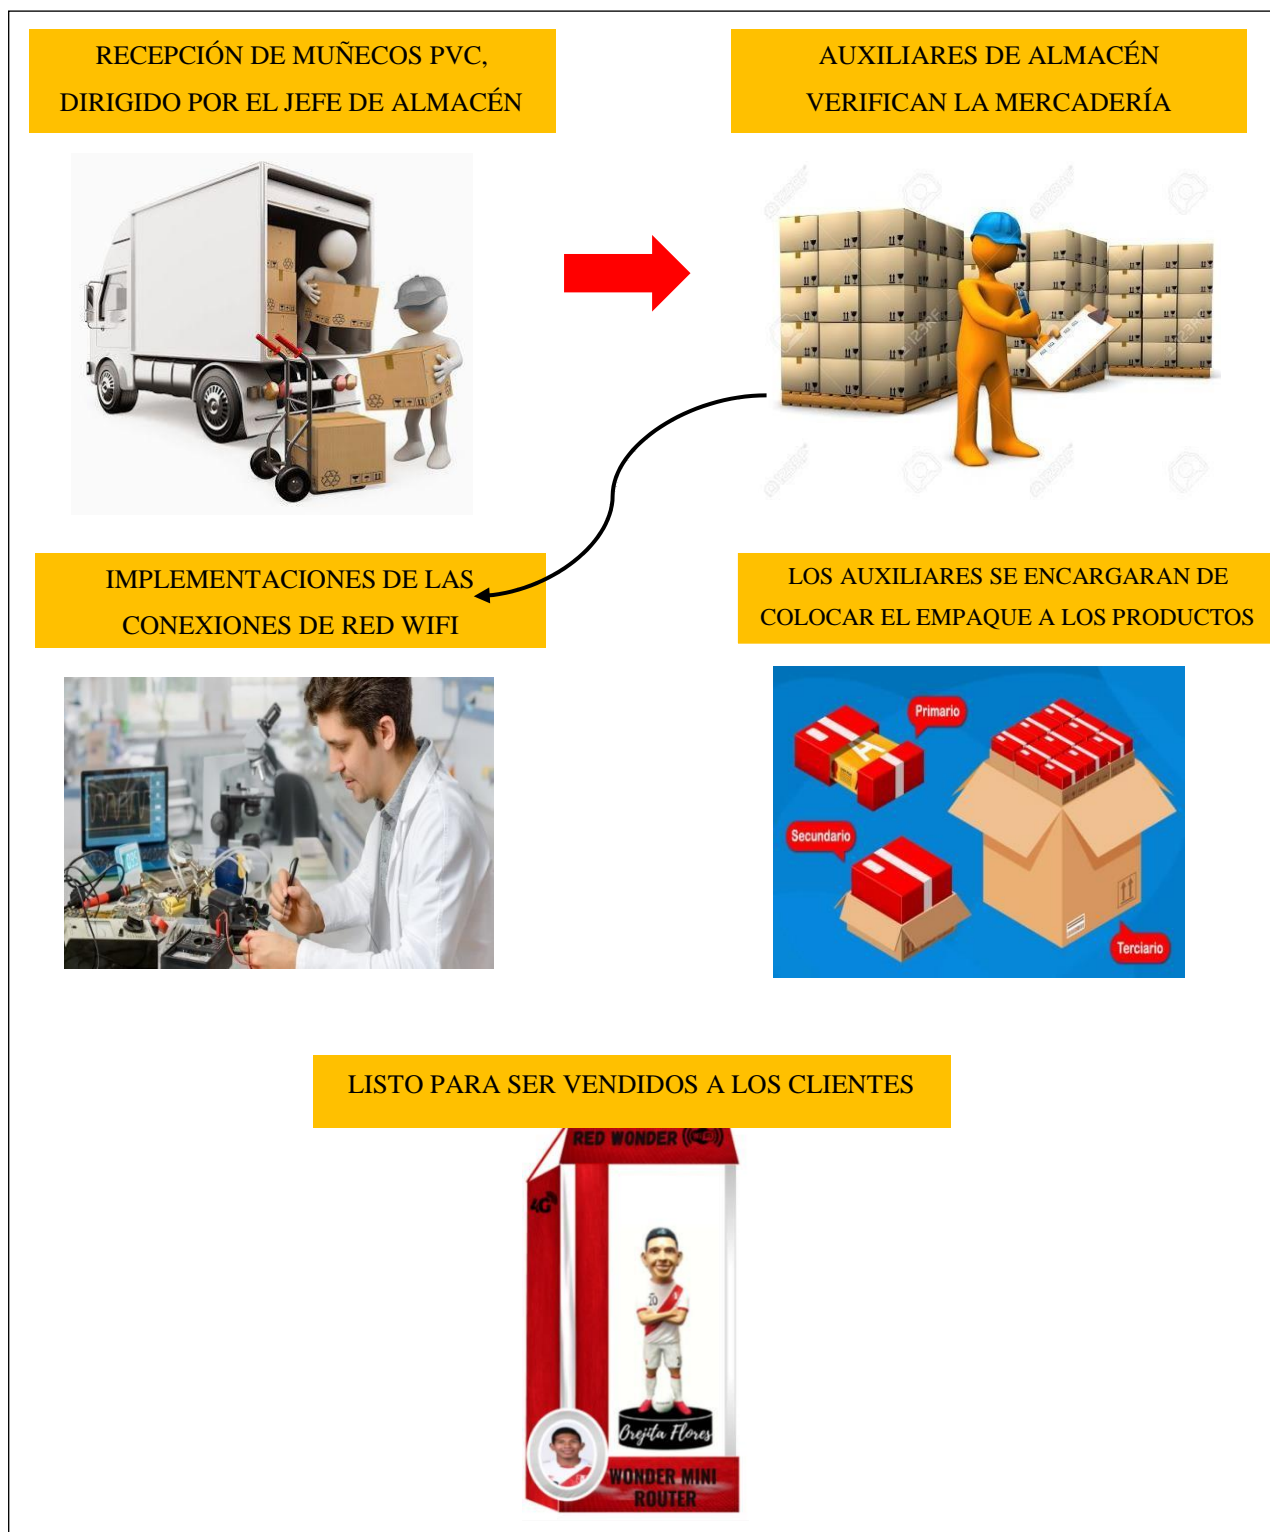 RECEPCIÓN DE MUÑECOS PVC,
DIRIGIDO POR EL JEFE DE ALMACÉN
AUXILIARES DE ALMACÉN
VERIFICAN LA MERCADERÍA
IMPLEMENTACIONES DE LAS
CONEXIONES DE RED WIFI
LOS AUXILIARES SE ENCARGARAN DE
COLOCAR EL EMPAQUE A LOS PRODUCTOS
Primario
Secundario
Terciario
LISTO PARA SER VENDIDOS A LOS CLIENTES
RED WONDER
4G
10
Orejita Flores
WONDER MINI
ROUTER